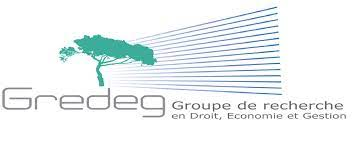 Gredeg Groupe de recherche
en Droit, Economie et Gestion